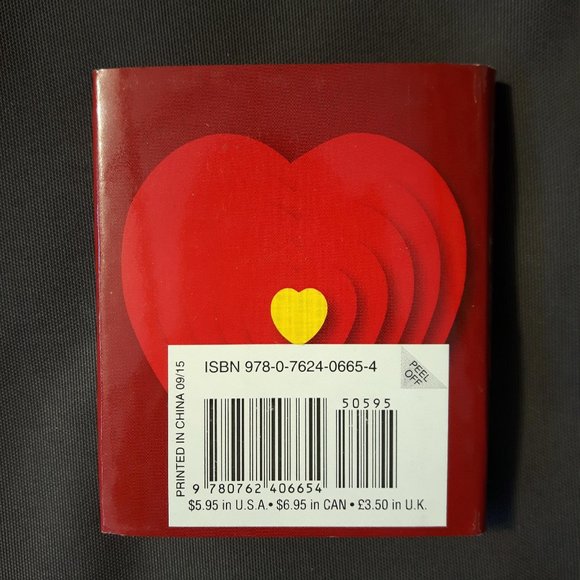 ISBN 978-0-7624-0665-4
PEEL
OFF
PRINTED IN CHINA 09/15
50595
9 780762 406654
$5.95 in U.S.A. • $6.95 in CAN • £3.50 in U.K.